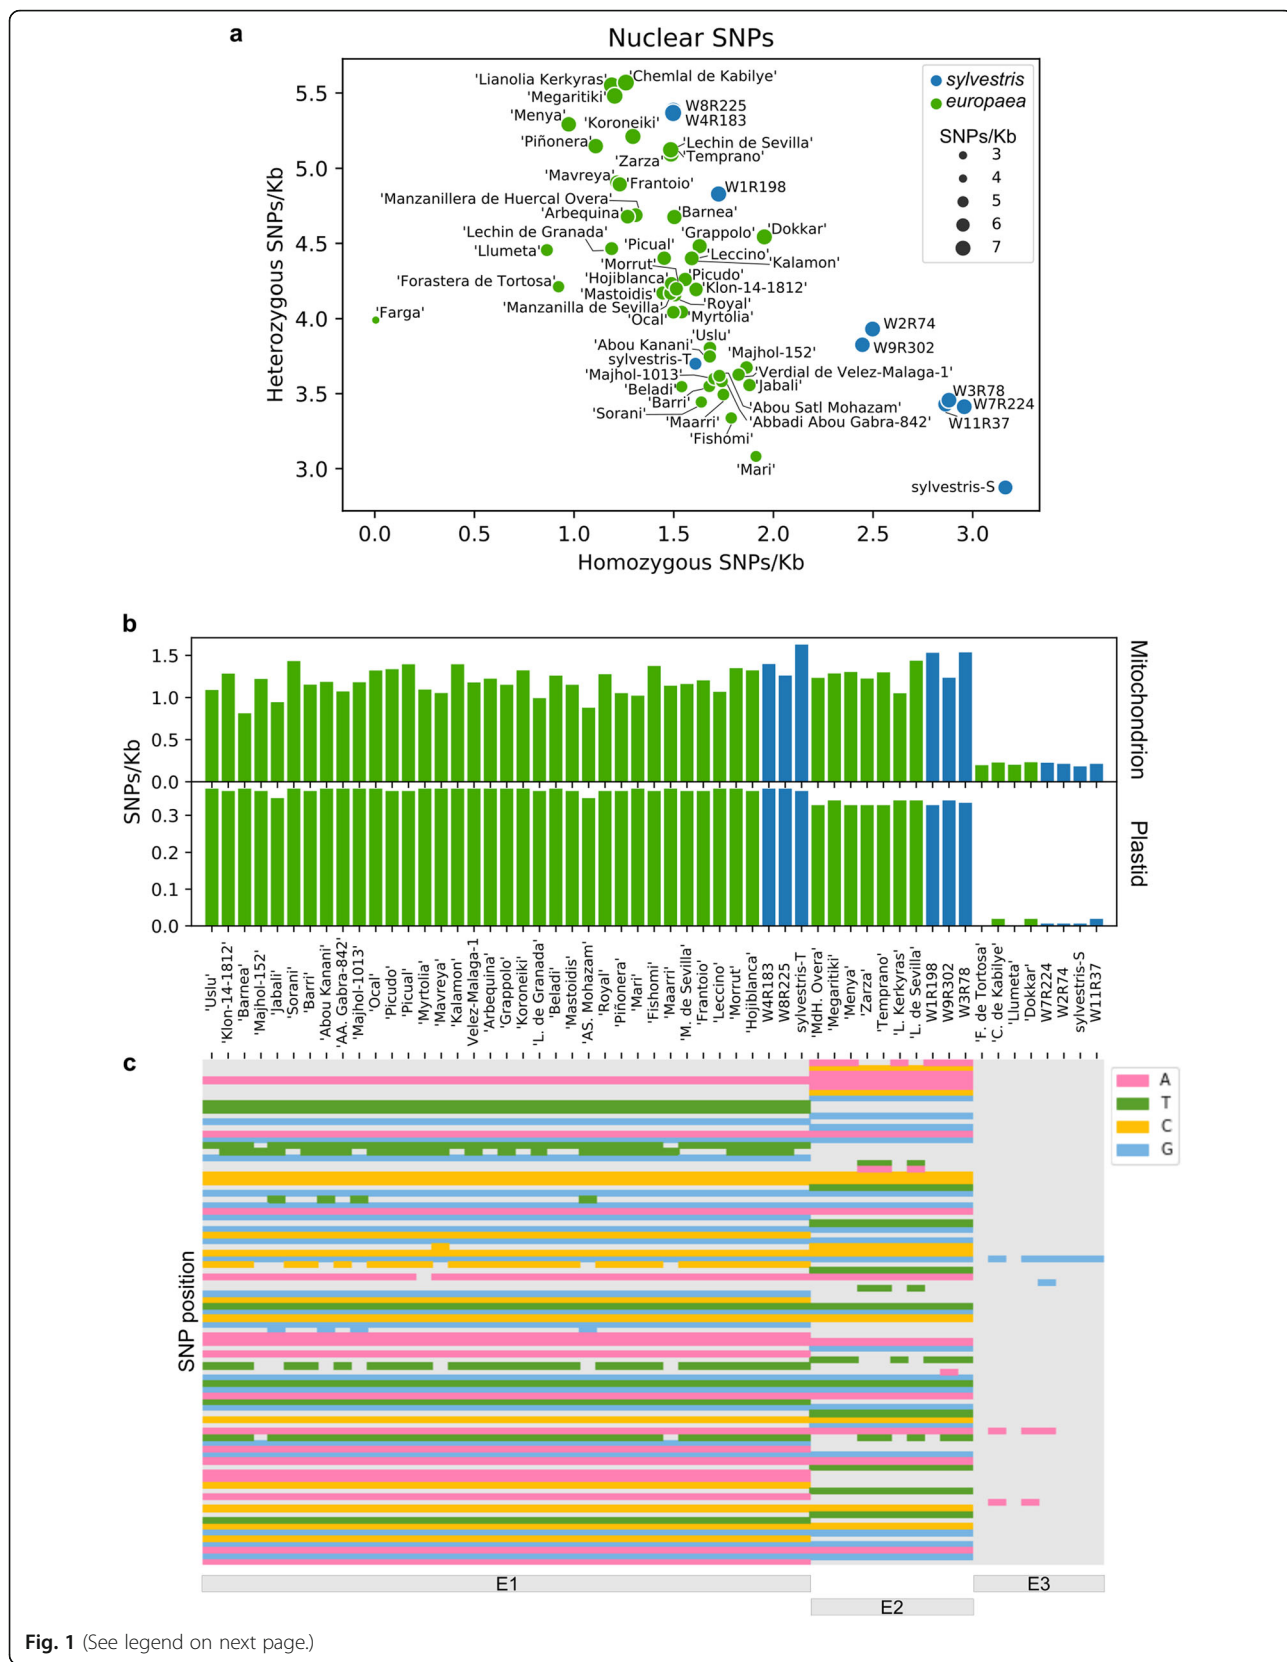 a
Nuclear SNPs
Heterozygous SNPs/Kb
5.5
5.0
4.5
4.0
3.5
3.0
0.0 0.5 1.0 1.5 2.0 2.5 3.0
Homozygous SNPs/Kb
sylvestris
europaea
SNPs/Kb
3
4
5
6
7
'Lianolia Kerkyras'
'Chemlal de Kabilye'
'Megaritiki'
W8R225
W4R183
'Menya'
'Koroneiki'
'Piñonera'
'Lechin de Sevilla'
'Zarza'
'Temprano'
'Mavreya'
'Frantoio'
W1R198
'Manzanillera de Huercal Overa'
'Arbequina'
'Barnea'
'Lechin de Granada'
'Grappolo'
'Dokkar'
'Llumeta'
'Picual'
'Leccino'
'Morrut'
'Kalamon'
'Forastera de Tortosa'
'Hojiblanca'
'Picudo'
'Mastoidis'
'Klon-14-1812'
'Manzanilla de Sevilla'
'Royal'
'Farga'
'Ocal'
'Myrtolia'
W2R74
'Uslu'
'Abou Kanani'
W9R302
sylvestris-T
'Majhol-152'
'Majhol-1013'
'Verdial de Velez-Malaga-1'
'Beladi'
'Jabali'
W3R78
'Barri'
'Abou Satl Mohazam'
W7R224
'Sorani'
'Maarri'
'Abbadi Abou Gabra-842'
W11R37
'Fishomi'
'Mari'
sylvestris-S
b
SNPs/Kb
1.5
1.0
0.5
0.0
Mitochondrion
0.3
0.2
0.1
0.0
Plastid
'Uslu'
'Klon-14-1812'
'Barnea'
'Majhol-152'
'Jabali'
'Sorani'
'Barri'
'Abou Kanani'
'AA. Gabra-842'
'Majhol-1013'
'Ocal'
'Picudo'
'Picual'
'Myrtolia'
'Mavreya'
'Kalamon'
Velez-Malaga-1
'Arbequina'
'Grappolo'
'Koroneiki'
'L. de Granada'
'Beladi'
'Mastoidis'
'AS. Mohazam'
'Royal'
'Piñonera'
'Mari'
'Fishomi'
'Maarri'
'M. de Sevilla'
'Frantoio'
'Leccino'
'Morrut'
'Hojiblanca'
W4R183
W8R225
sylvestris-T
'MdH. Overa'
'Megaritiki'
'Menya'
'Zarza'
'Temprano'
'L. Kerkyras'
'L. de Sevilla'
W1R198
W9R302
W3R78
'F. de Tortosa'
'C. de Kabilye'
'Llumeta'
'Dokkar'
W7R224
W2R74
sylvestris-S
W11R37
c
SNP position
A
T
C
G
E1
E2
E3
Fig. 1 (See legend on next page.)